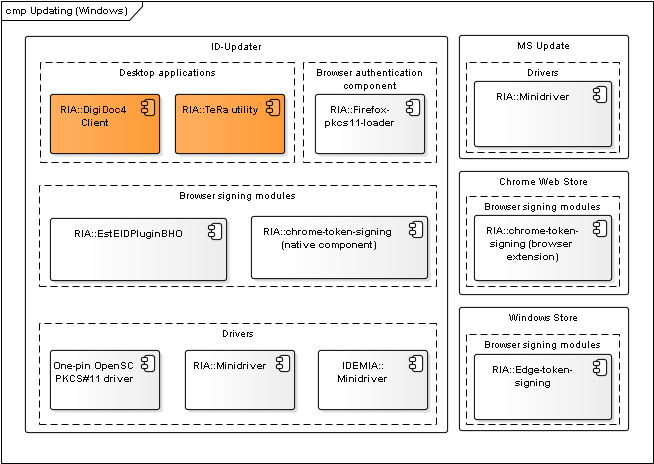 cmp Updating (Windows)
ID-Updater
Desktop applications
RIA::DigiDoc4
Client
RIA::TeRa utility
Browser authentication
component
RIA::Firefox-
pkcs11-loader
Browser signing modules
RIA::EstEIDPluginBHO
RIA::chrome-token-signing
(native component)
Drivers
One-pin OpenSC
PKCS#11 driver
RIA::Minidriver
IDEMIA::
Minidriver
MS Update
Drivers
RIA::Minidriver
Chrome Web Store
Browser signing modules
RIA::chrome-token-
signing (browser
extension)
Windows Store
Browser signing modules
RIA::Edge-token-
signing